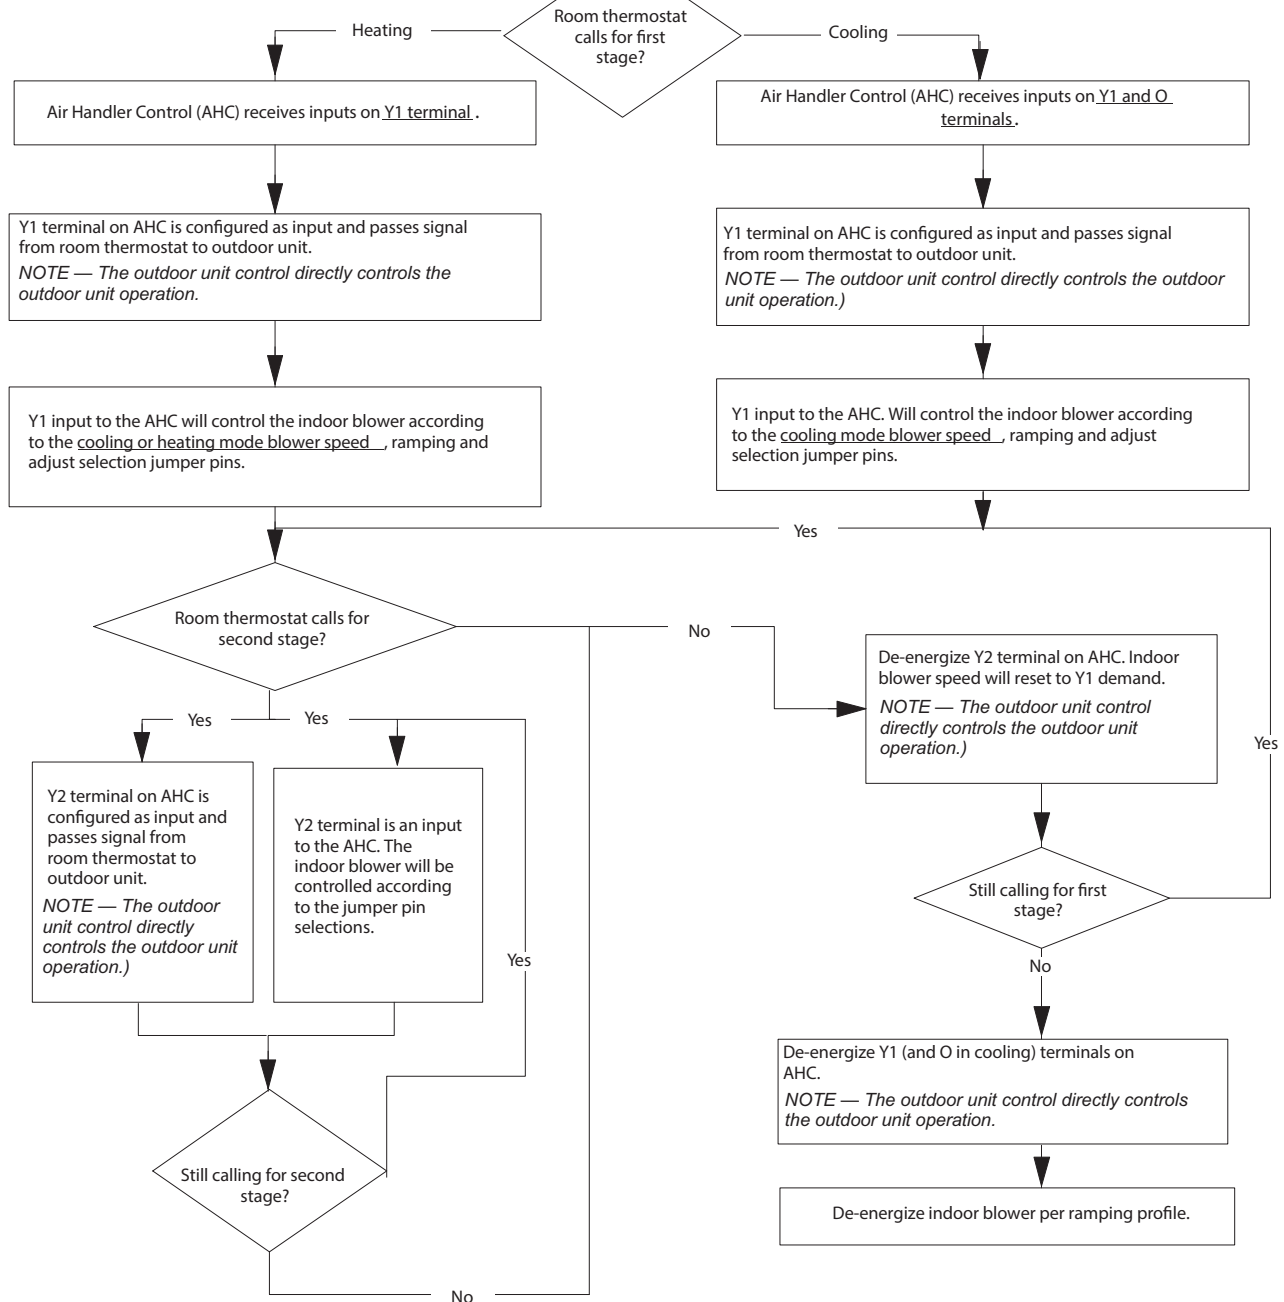 Room thermostat
calls for first
stage?
Heating
Cooling
Air Handler Control (AHC) receives inputs on Y1 terminal .
Air Handler Control (AHC) receives inputs on Y1 and O
terminals .
Y1 terminal on AHC is configured as input and passes signal
from room thermostat to outdoor unit.
NOTE — The outdoor unit control directly controls the
outdoor unit operation.
Y1 terminal on AHC is configured as input and passes signal
from room thermostat to outdoor unit.
NOTE — The outdoor unit control directly controls the outdoor
unit operation.)
Y1 input to the AHC will control the indoor blower according
to the cooling or heating mode blower speed , ramping and
adjust selection jumper pins.
Y1 input to the AHC. Will control the indoor blower according
to the cooling mode blower speed , ramping and adjust
selection jumper pins.
Yes
Room thermostat calls for
second stage?
No
De-energize Y2 terminal on AHC. Indoor
blower speed will reset to Y1 demand.
NOTE — The outdoor unit control
directly controls the outdoor unit
operation.)
Yes
Yes
Yes
Y2 terminal on AHC is
configured as input and
passes signal from
room thermostat to
outdoor unit.
NOTE — The outdoor
unit control directly
controls the outdoor unit
operation.)
Y2 terminal is an input
to the AHC. The
indoor blower will be
controlled according
to the jumper pin
selections.
Yes
Still calling for first
stage?
No
De-energize Y1 (and O in cooling) terminals on
AHC.
NOTE — The outdoor unit control directly controls
the outdoor unit operation.
Still calling for second
stage?
De-energize indoor blower per ramping profile.
No